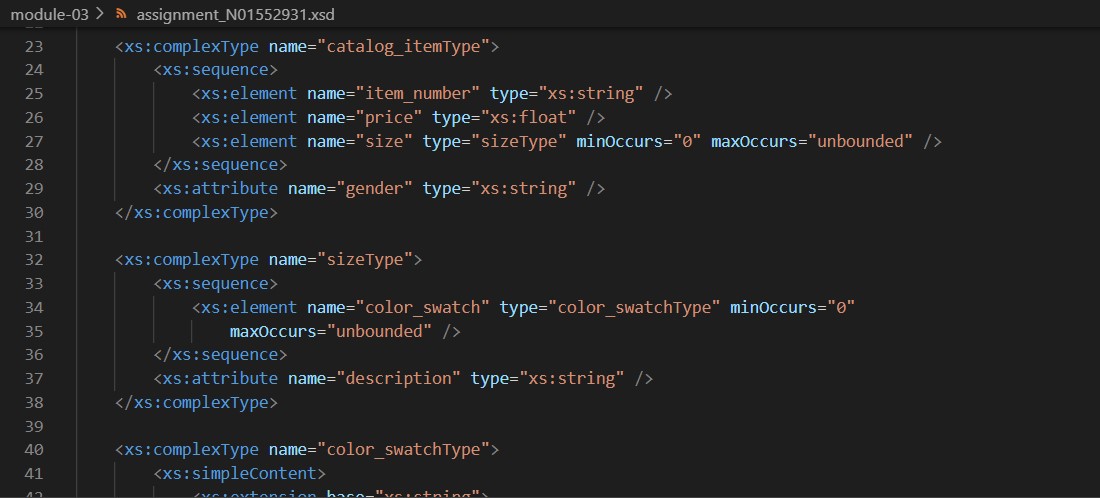 module-03 > assignment_N01552931.xsd
23 <xs:complexType name="catalog_itemType">
24 <xs:sequence>
25 <xs:element name="item_number" type="xs:string" />
26 <xs:element name="price" type="xs:float" />
27 <xs:element name="size" type="sizeType" minOccurs="0" maxOccurs="unbounded" />
28 </xs:sequence>
29 <xs:attribute name="gender" type="xs:string" />
30 </xs:complexType>
31
32 <xs:complexType name="sizeType">
33 <xs:sequence>
34 <xs:element name="color_swatch" type="color_swatchType" minOccurs="0"
35 maxOccurs="unbounded" />
36 </xs:sequence>
37 <xs:attribute name="description" type="xs:string" />
38 </xs:complexType>
39
40 <xs:complexType name="color_swatchType">
41 <xs:simpleContent>
42 <xs:extension base="xs:string">